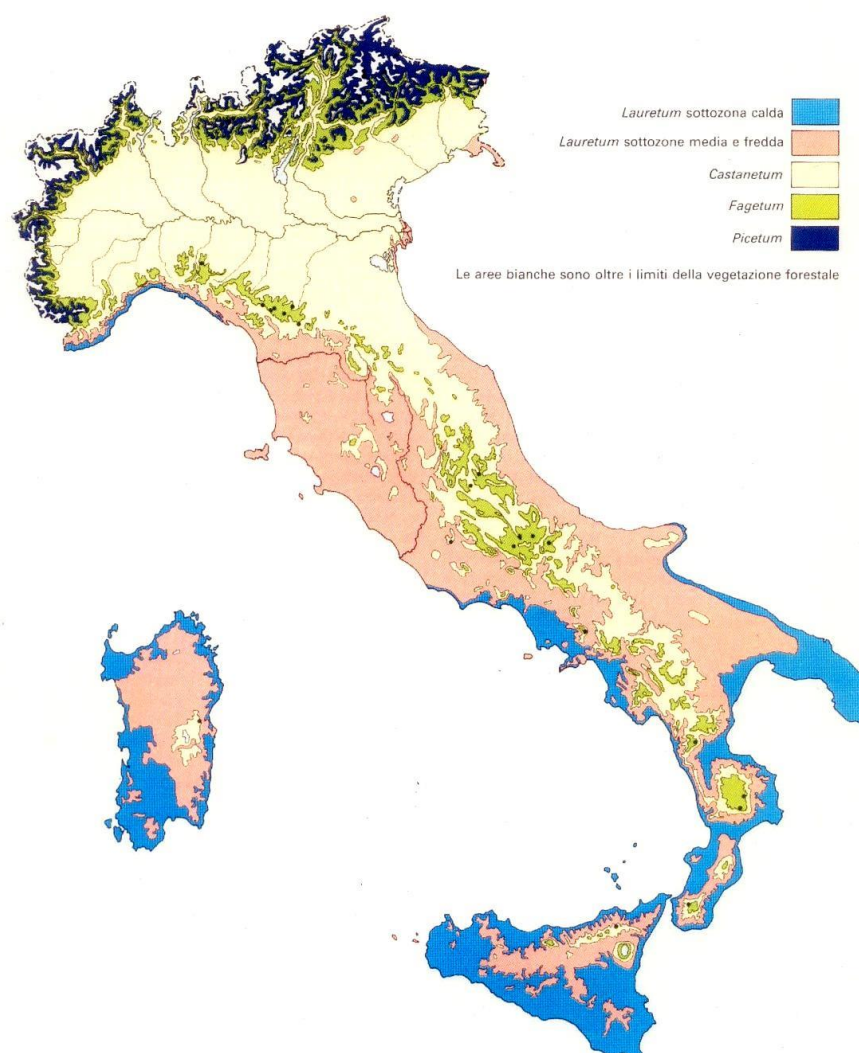 Lauretum sottozona calda
Lauretum sottozone media e fredda
Castanetum
Fagetum
Picetum
Le aree bianche sono oltre i limiti della vegetazione forestale